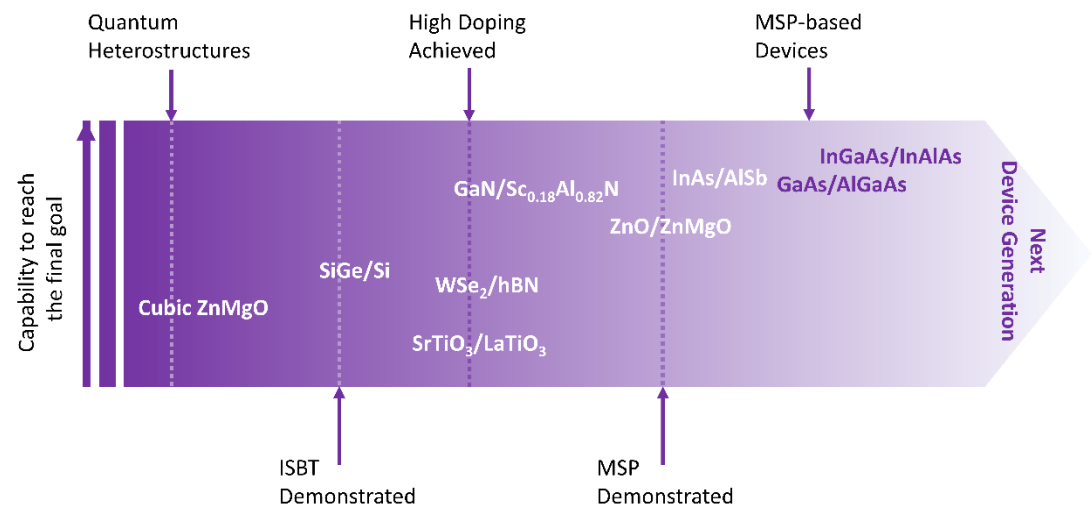 Quantum
Heterostructures
High Doping
Achieved
MSP-based
Devices
Capability to reach
the final goal
InGaAs/InAlAs
GaAs/AlGaAs
InAs/AlSb
GaN/Sc₀.₁₈Al₀.₈₂N
ZnO/ZnMgO
SiGe/Si
WSe₂/hBN
Cubic ZnMgO
SrTiO₃/LaTiO₃
Next
Device Generation
ISBT
Demonstrated
MSP
Demonstrated